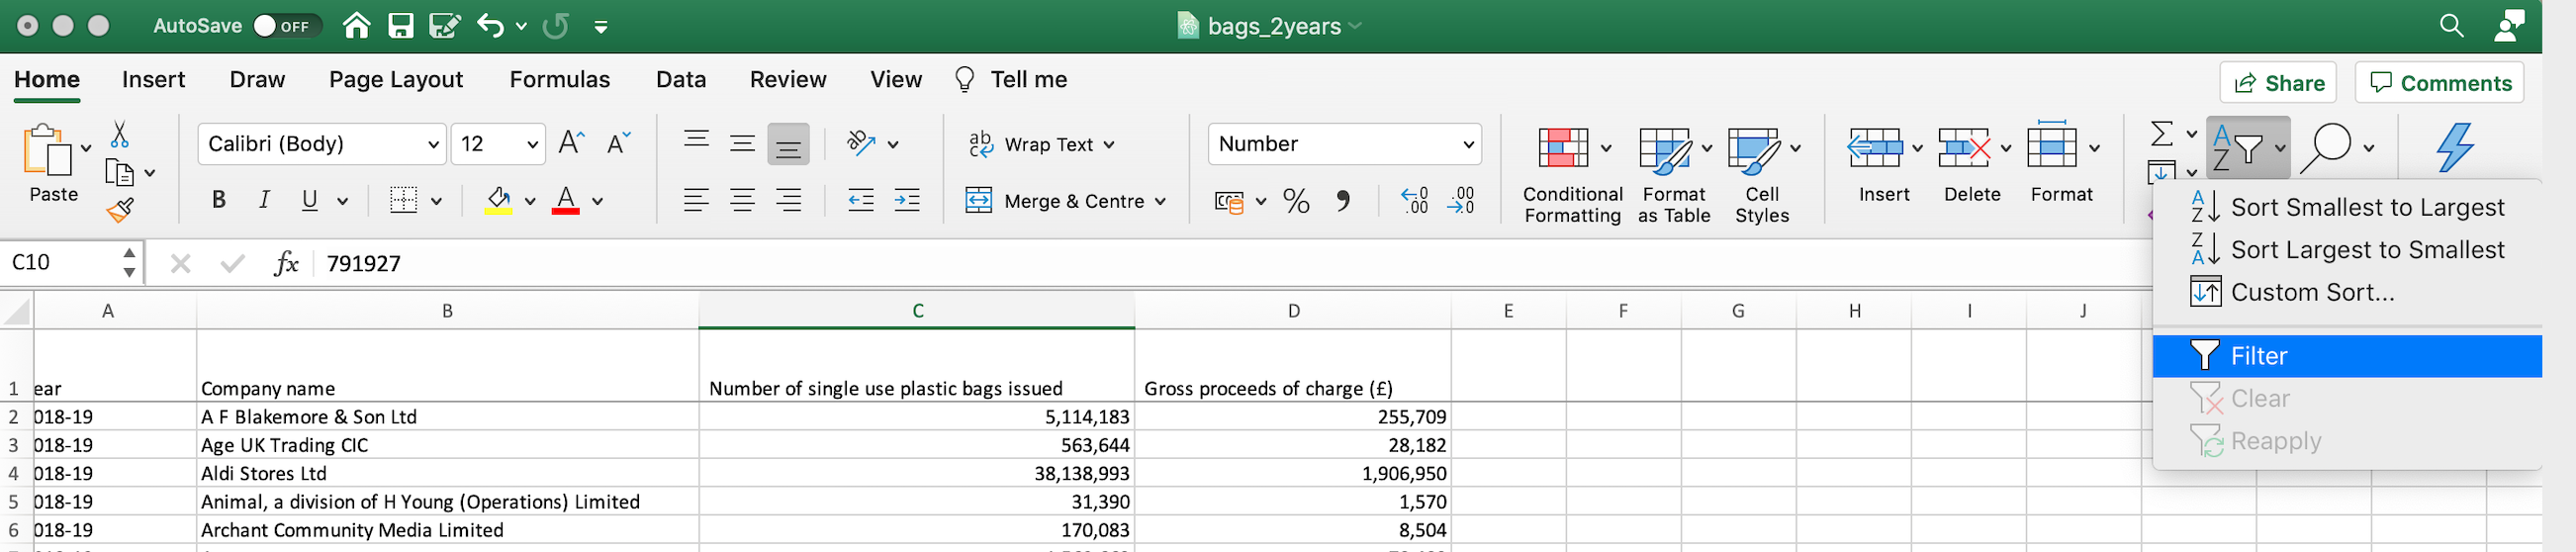 AutoSave OFF bags_2years
Home Insert Draw Page Layout Formulas Data Review View Tell me Share Comments
Calibri (Body) 12 A A ab Wrap Text Number Σ A Z
Paste B I U A Merge & Centre % Conditional Formatting Format as Table Cell Styles Insert Delete Format
Sort Smallest to Largest
Sort Largest to Smallest
Custom Sort...
Filter
Clear
Reapply
C10 fx 791927
A B C D E F G H I J
1 ear Company name Number of single use plastic bags issued Gross proceeds of charge (£)
2 018-19 A F Blakemore & Son Ltd 5,114,183 255,709
3 018-19 Age UK Trading CIC 563,644 28,182
4 018-19 Aldi Stores Ltd 38,138,993 1,906,950
5 018-19 Animal, a division of H Young (Operations) Limited 31,390 1,570
6 018-19 Archant Community Media Limited 170,083 8,504